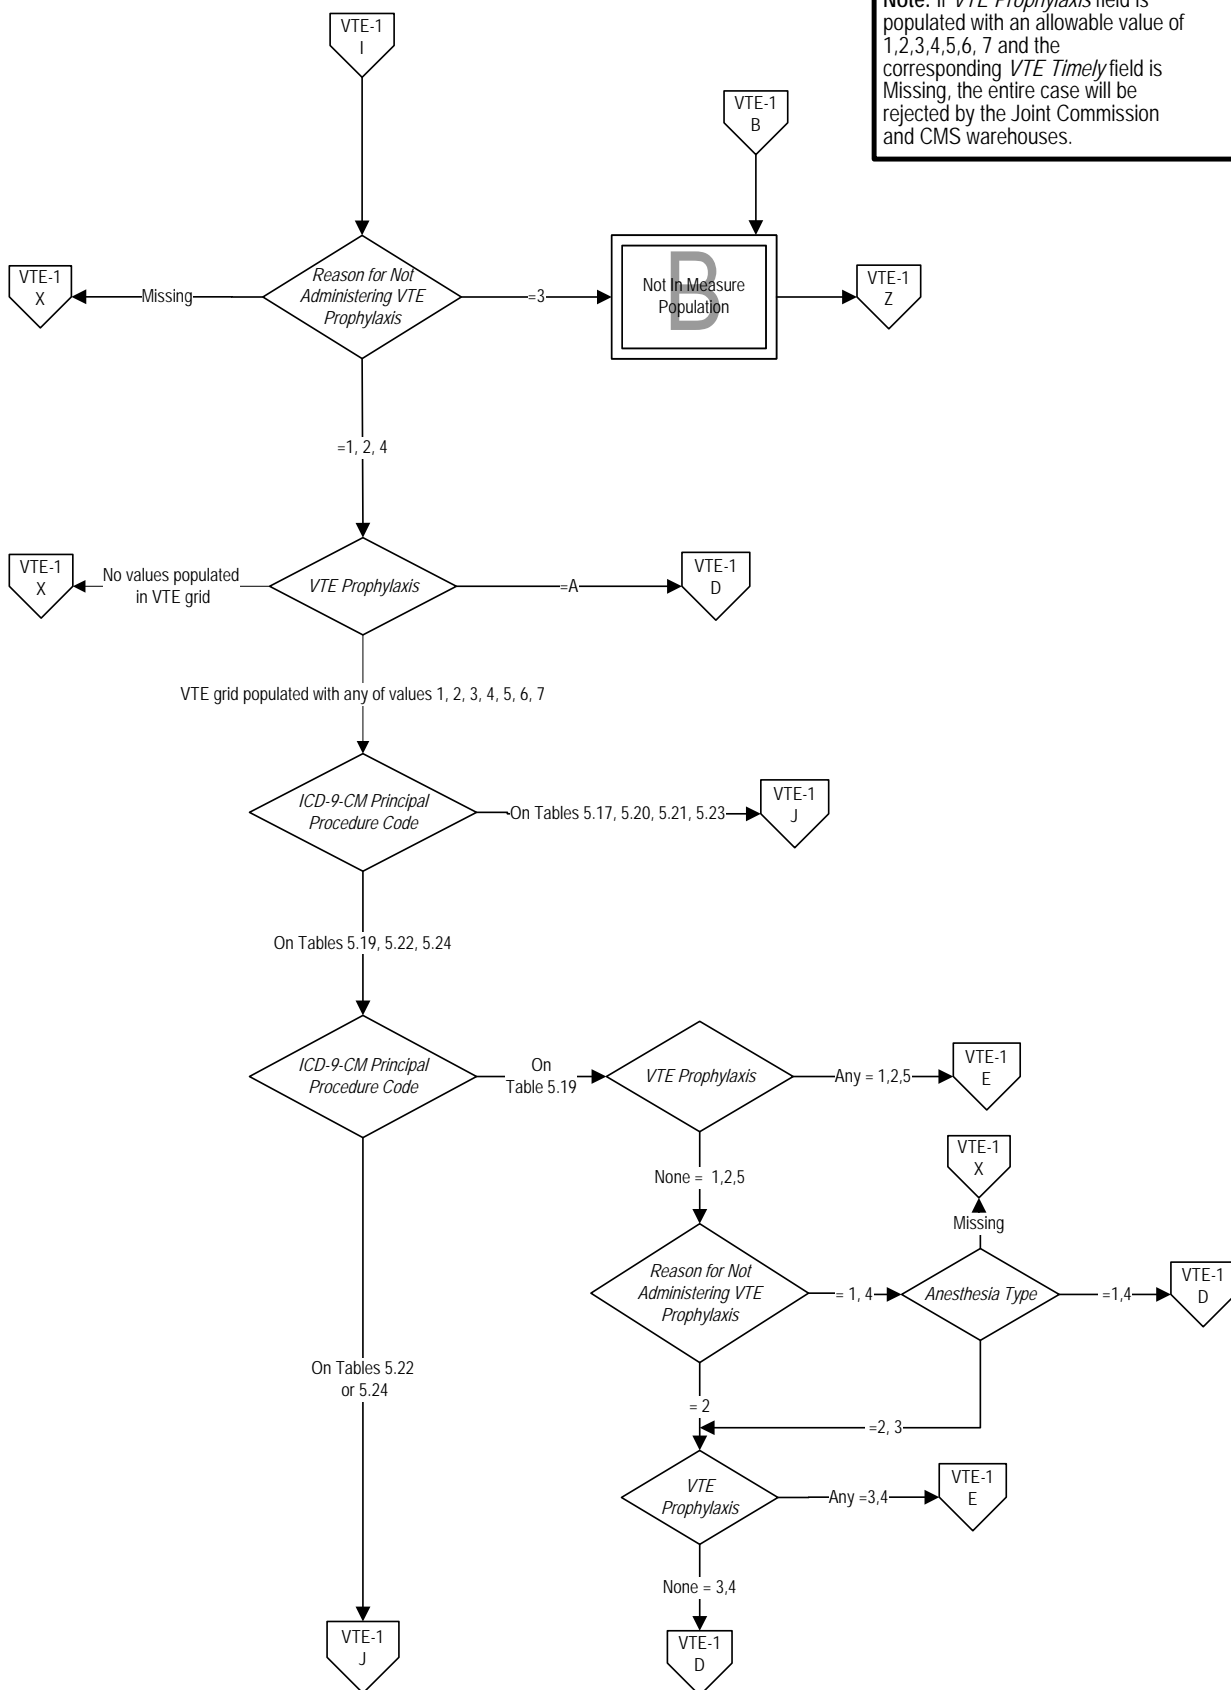 VTE-1
I
Note: If VTE Prophylaxis field is
populated with an allowable value of
1,2,3,4,5,6, 7 and the
corresponding VTE Timely field is
Missing, the entire case will be
rejected by the Joint Commission
and CMS warehouses.
VTE-1
B
VTE-1
X
Missing
Reason for Not
Administering VTE
Prophylaxis
=3
B
Not In Measure
Population
VTE-1
Z
=1, 2, 4
VTE-1
X
No values populated
in VTE grid
VTE Prophylaxis
=A
VTE-1
D
VTE grid populated with any of values 1, 2, 3, 4, 5, 6, 7
ICD-9-CM Principal
Procedure Code
On Tables 5.17, 5.20, 5.21, 5.23
VTE-1
J
On Tables 5.19, 5.22, 5.24
ICD-9-CM Principal
Procedure Code
On
Table 5.19
VTE Prophylaxis
Any = 1,2,5
VTE-1
E
None = 1,2,5
VTE-1
X
Missing
Reason for Not
Administering VTE
Prophylaxis
= 1, 4
Anesthesia Type
=1,4
VTE-1
D
On Tables 5.22
or 5.24
= 2
=2, 3
VTE
Prophylaxis
Any =3,4
VTE-1
E
None = 3,4
VTE-1
J
VTE-1
D